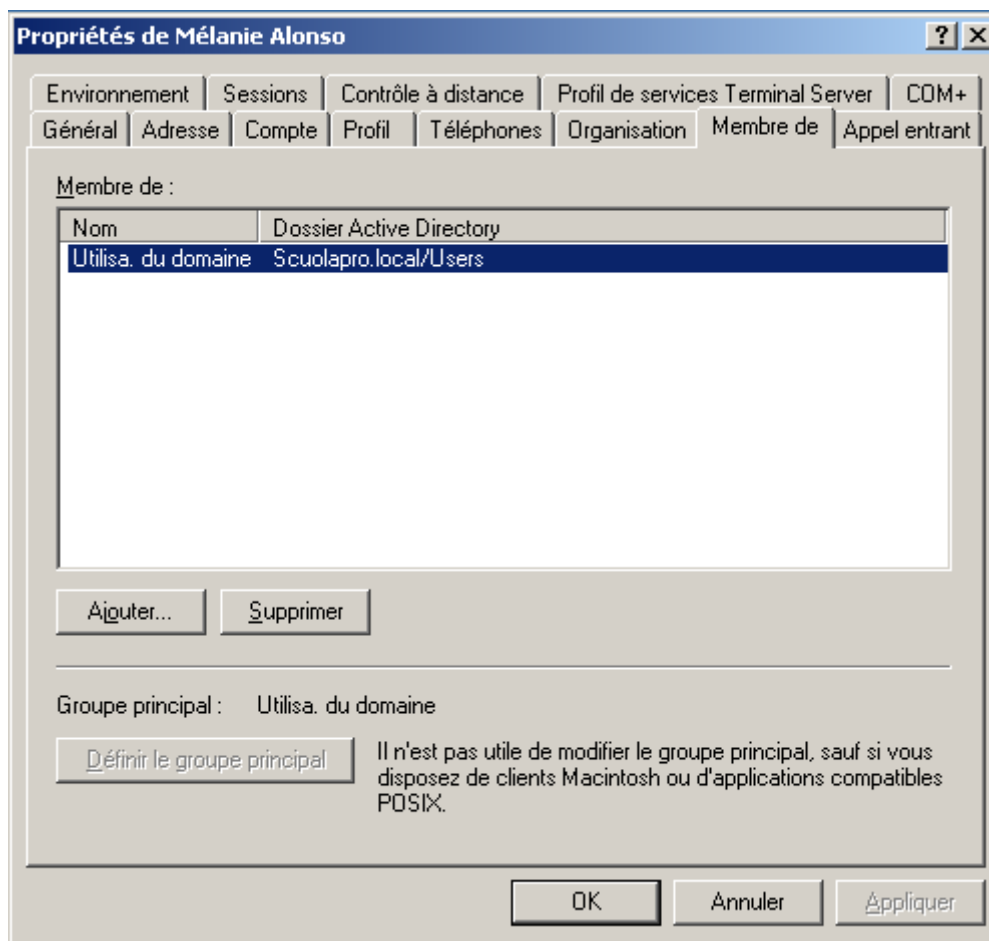 Propriétés de Mélanie Alonso
Environnement Sessions Contrôle à distance Profil de services Terminal Server COM+
Général Adresse Compte Profil Téléphones Organisation Membre de Appel entrant
Membre de :
Nom Dossier Active Directory
Utilisa. du domaine Scuolapro.local/Users
Ajouter... Supprimer
Groupe principal : Utilisa. du domaine
Définir le groupe principal
Il n'est pas utile de modifier le groupe principal, sauf si vous
disposez de clients Macintosh ou d'applications compatibles
POSIX.
OK Annuler Appliquer